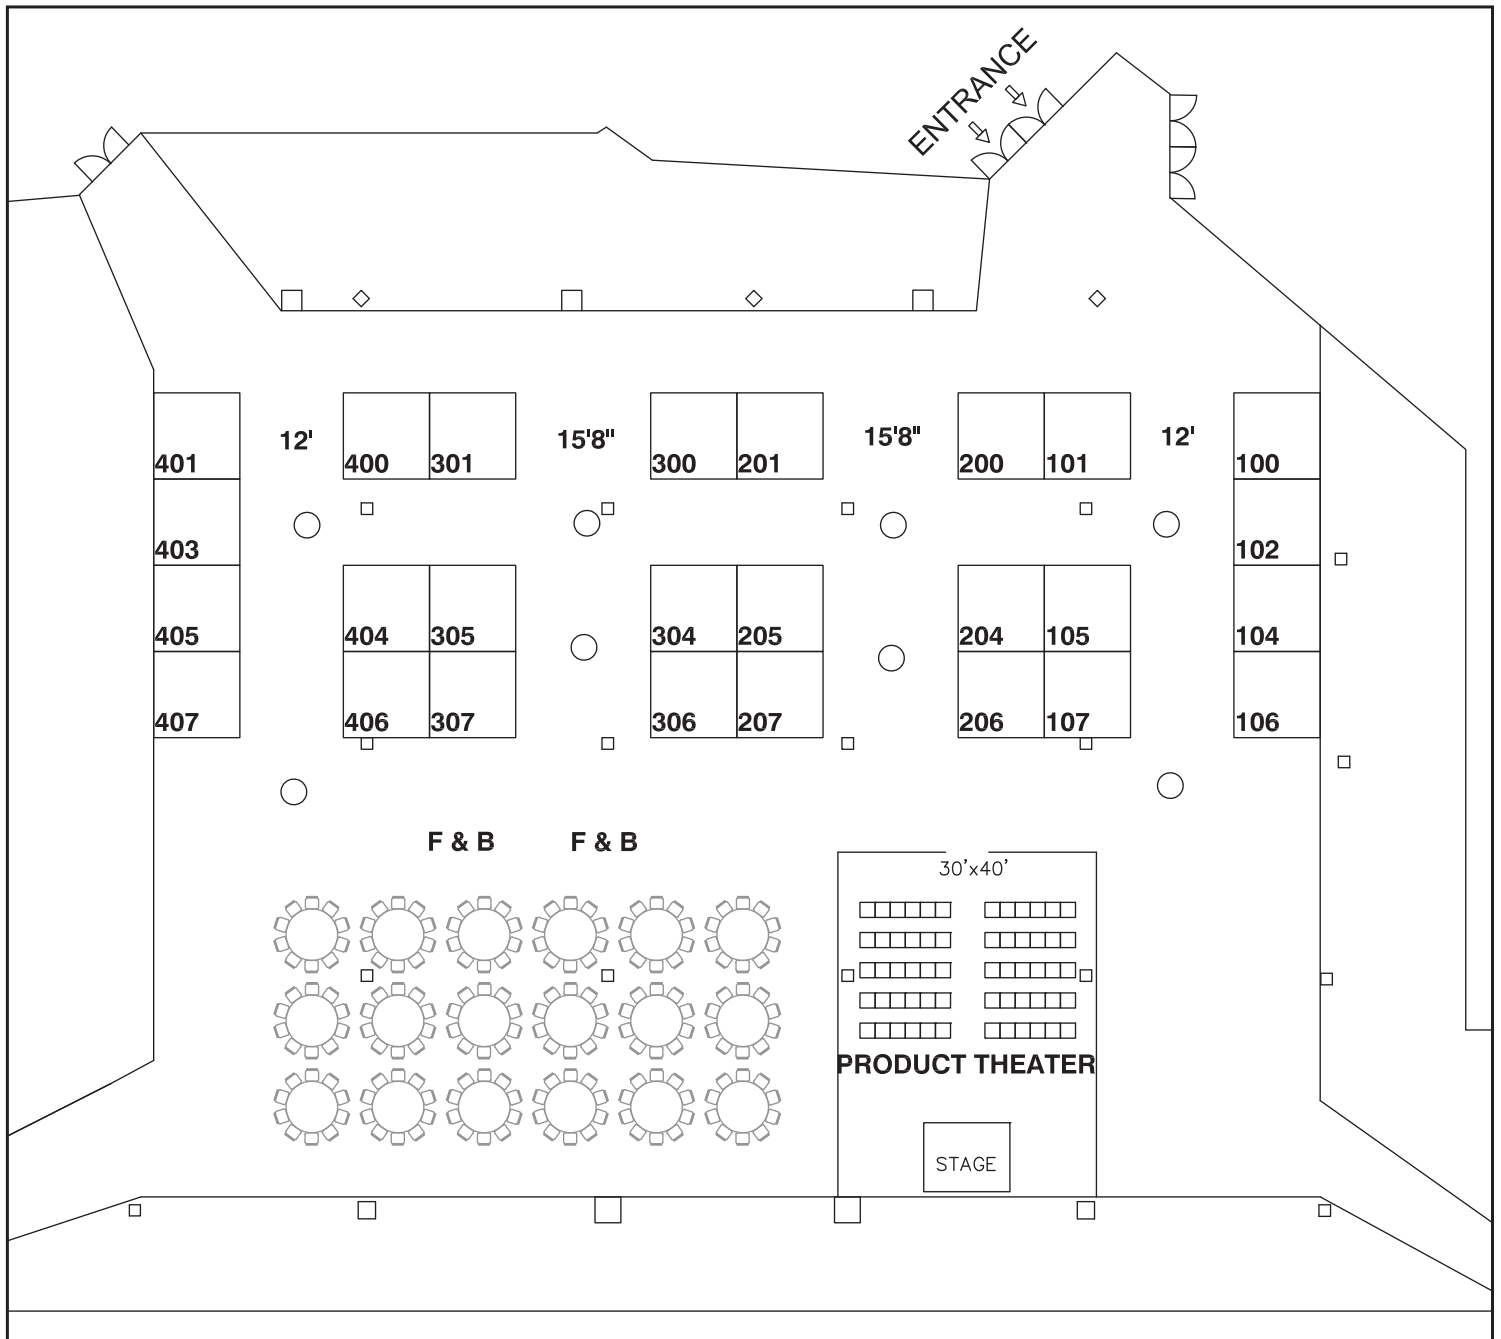 ENTRANCE
12' 15'8" 15'8" 12'
401 400 301 300 201 200 101 100
403 102
405 404 305 304 205 204 105 104
407 406 307 306 207 206 107 106
F & B F & B
30'x40'
PRODUCT THEATER
STAGE